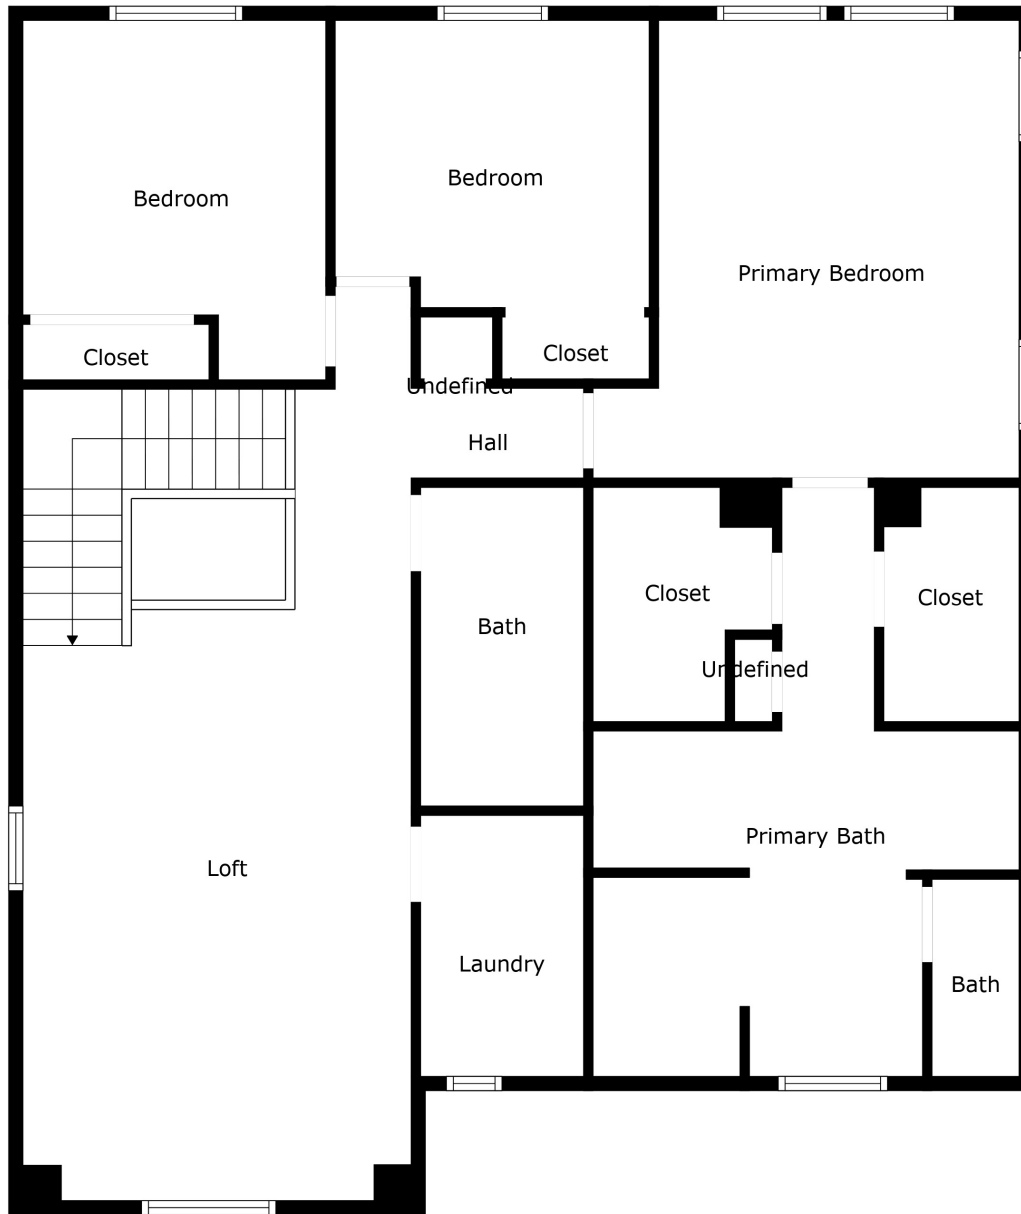 Bedroom
Bedroom
Primary Bedroom
Closet
Closet
Undefined
Hall
Closet
Closet
Bath
Undefined
Primary Bath
Loft
Laundry
Bath